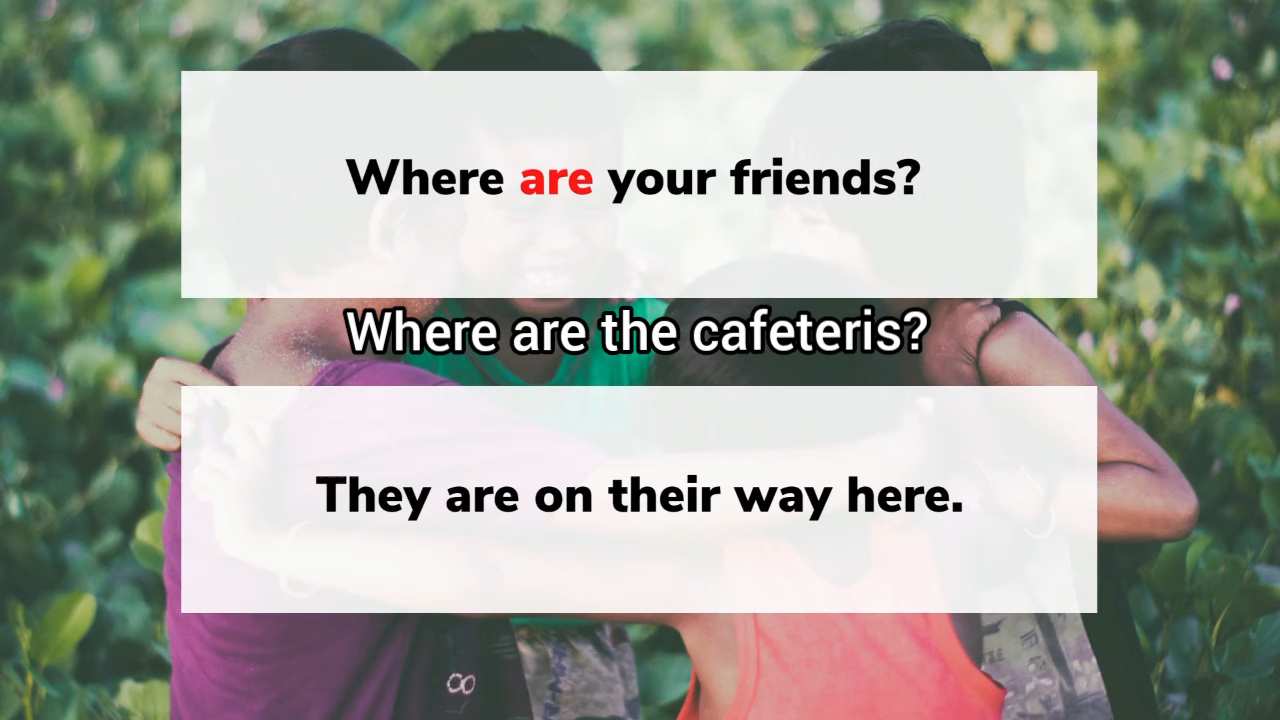 Where are your friends?
Where are the cafeteris?
They are on their way here.